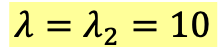 λ = λ₂ = 10